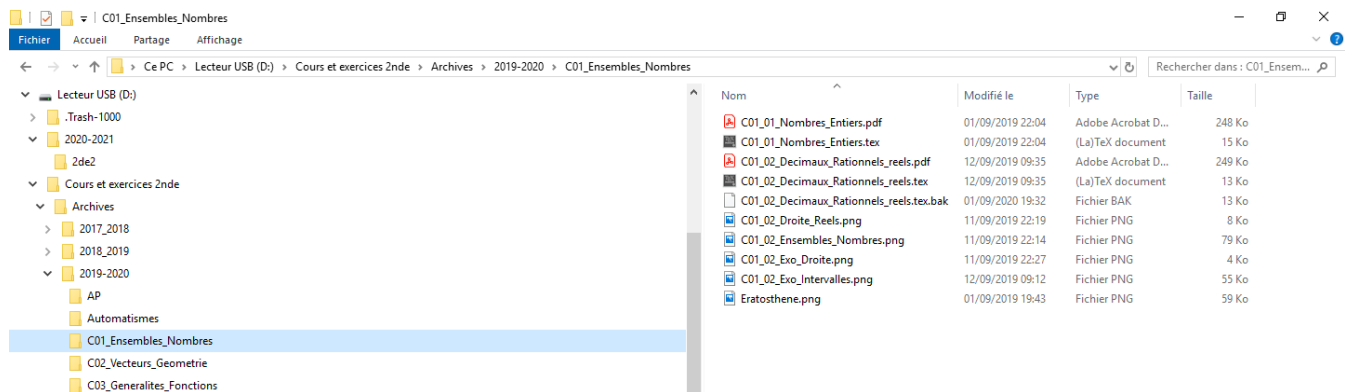 C01_Ensembles_Nombres
Fichier Accueil Partage Affichage
Ce PC > Lecteur USB (D:) > Cours et exercices 2nde > Archives > 2019-2020 > C01_Ensembles_Nombres
Rechercher dans : C01_Ensem...
Lecteur USB (D:)
.Trash-1000
2020-2021
2de2
Cours et exercices 2nde
Archives
2017_2018
2018_2019
2019-2020
AP
Automatismes
C01_Ensembles_Nombres
C02_Vecteurs_Geometrie
C03_Generalites_Fonctions
Nom Modifié le Type Taille
C01_01_Nombres_Entiers.pdf 01/09/2019 22:04 Adobe Acrobat D... 248 Ko
C01_01_Nombres_Entiers.tex 01/09/2019 22:04 (La)TeX document 15 Ko
C01_02_Decimaux_Rationnels_reels.pdf 12/09/2019 09:35 Adobe Acrobat D... 249 Ko
C01_02_Decimaux_Rationnels_reels.tex 12/09/2019 09:35 (La)TeX document 13 Ko
C01_02_Decimaux_Rationnels_reels.tex.bak 01/09/2020 19:32 Fichier BAK 13 Ko
C01_02_Droite_Reels.png 11/09/2019 22:19 Fichier PNG 8 Ko
C01_02_Ensembles_Nombres.png 11/09/2019 22:14 Fichier PNG 79 Ko
C01_02_Exo_Droite.png 11/09/2019 22:27 Fichier PNG 4 Ko
C01_02_Exo_Intervalles.png 12/09/2019 09:12 Fichier PNG 55 Ko
Eratosthene.png 01/09/2019 19:43 Fichier PNG 59 Ko